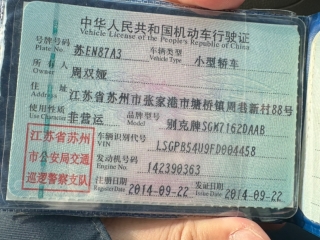 中华人民共和国机动车行驶证
Vehicle License of the People's Republic of China
号牌号码 苏EN87A3 车辆类型 小型轿车
Plate No. Vehicle Type
所有人 周双娅
Owner
住址 江苏省苏州市张家港市塘桥镇周巷新村88号
Address
使用性质 非营运 品牌型号 别克牌SGM7162DAAB
Use Character Model
江苏省苏州市公安局交通巡逻警察支队
车辆识别代号 LSGPB54U9FD004458
VIN
发动机号码 142390363
Engine No.
注册日期 2014-09-22 发证日期 2014-09-22
Register Date Issue Date